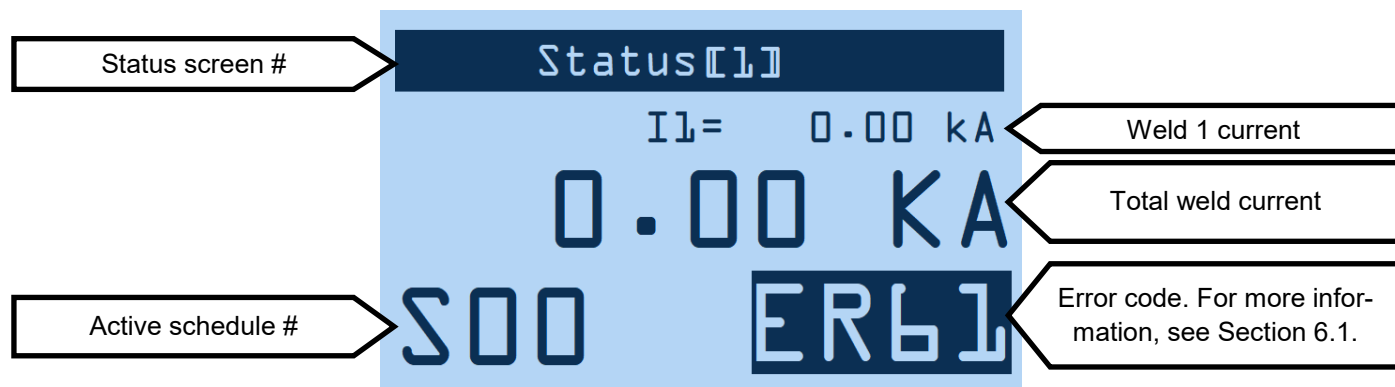 Status screen #
Status[1]
I1= 0.00 kA
Weld 1 current
0.00 KA
Total weld current
Active schedule #
S00
ER61
Error code. For more infor-
mation, see Section 6.1.